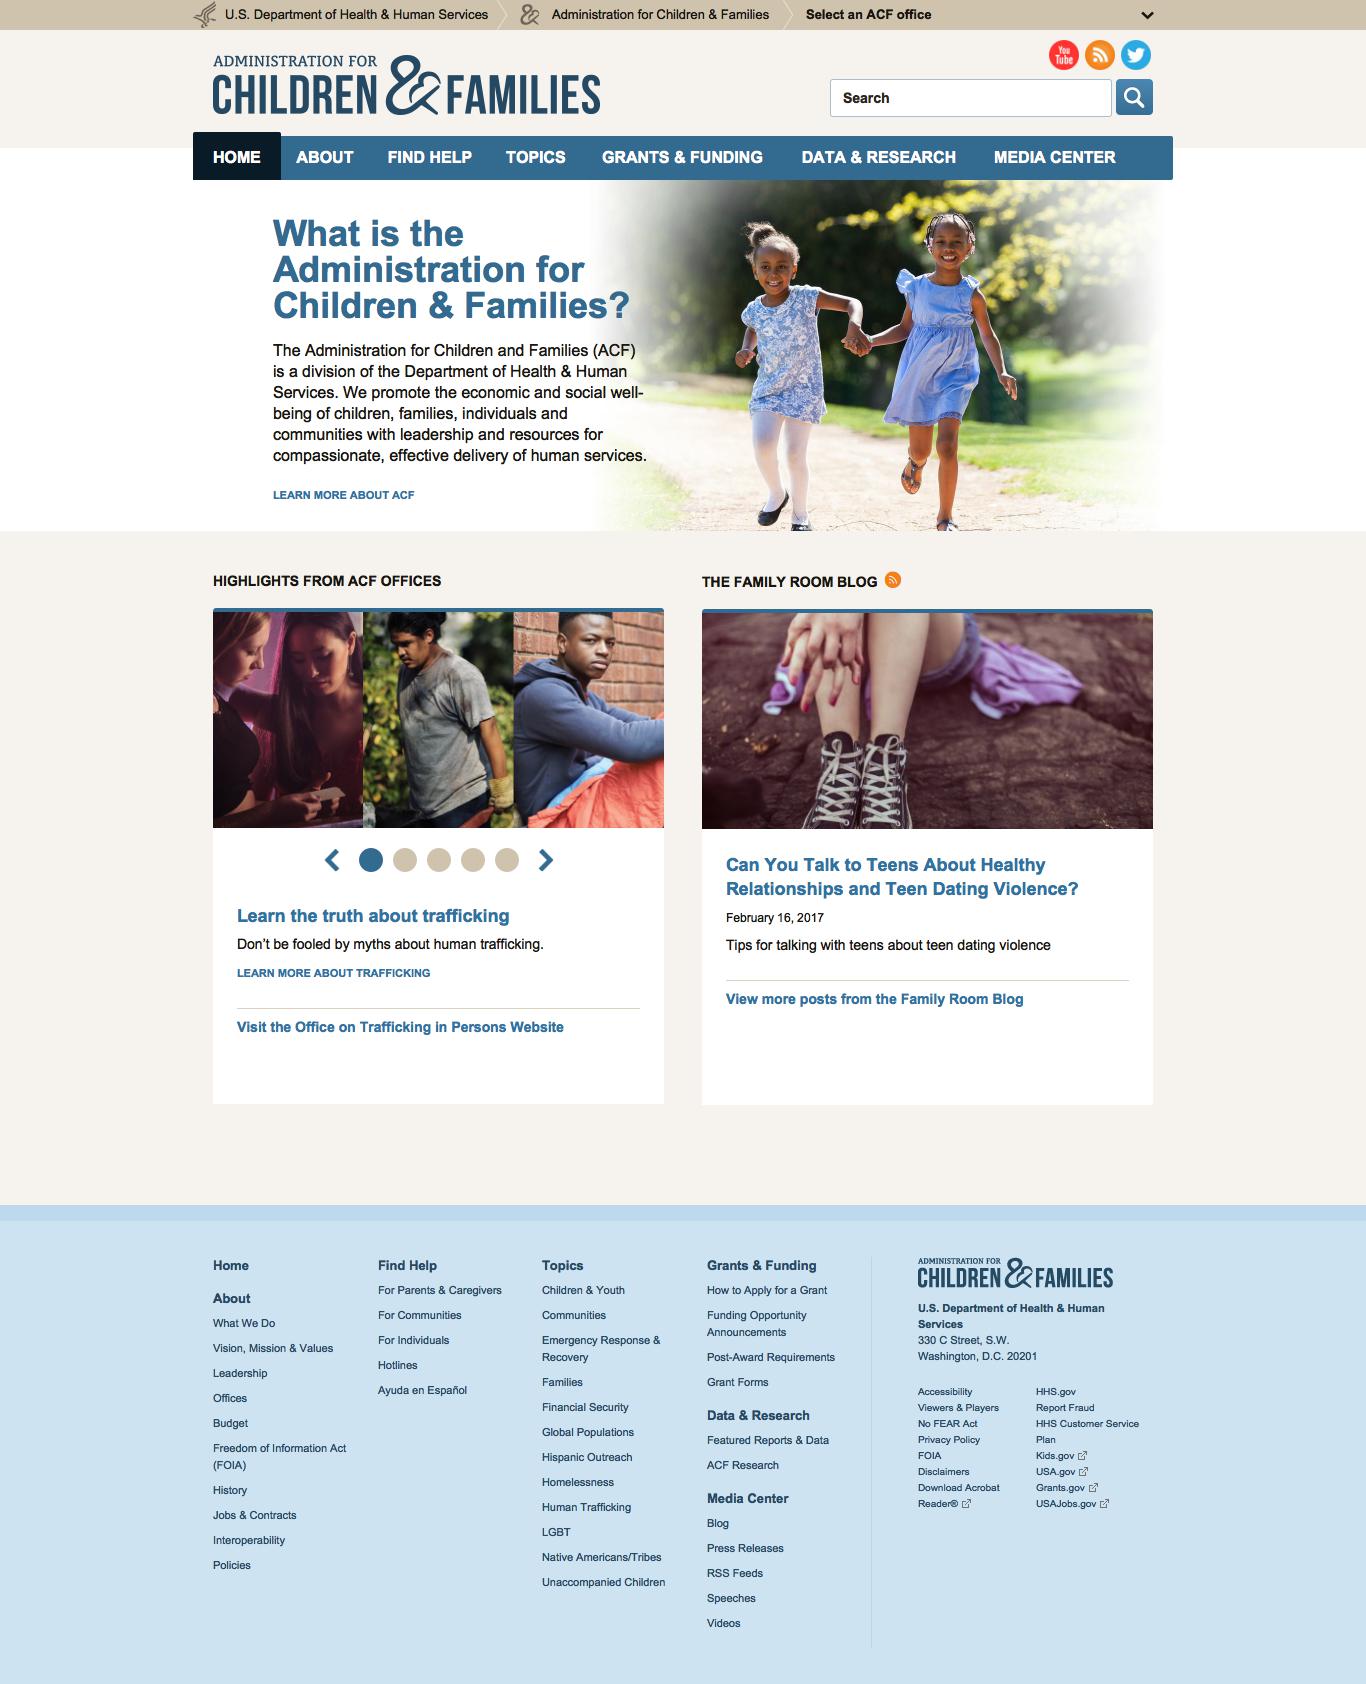 U.S. Department of Health & Human Services
Administration for Children & Families
Select an ACF office
ADMINISTRATION FOR
CHILDREN & FAMILIES
You
Tube
Search
HOME
ABOUT
FIND HELP
TOPICS
GRANTS & FUNDING
DATA & RESEARCH
MEDIA CENTER
What is the
Administration for
Children & Families?
The Administration for Children and Families (ACF)
is a division of the Department of Health & Human
Services. We promote the economic and social well-
being of children, families, individuals and
communities with leadership and resources for
compassionate, effective delivery of human services.
LEARN MORE ABOUT ACF
HIGHLIGHTS FROM ACF OFFICES
Learn the truth about trafficking
Don’t be fooled by myths about human trafficking.
LEARN MORE ABOUT TRAFFICKING
Visit the Office on Trafficking in Persons Website
THE FAMILY ROOM BLOG
Can You Talk to Teens About Healthy
Relationships and Teen Dating Violence?
February 16, 2017
Tips for talking with teens about teen dating violence
View more posts from the Family Room Blog
Home
About
What We Do
Vision, Mission & Values
Leadership
Offices
Budget
Freedom of Information Act
(FOIA)
History
Jobs & Contracts
Interoperability
Policies
Find Help
For Parents & Caregivers
For Communities
For Individuals
Hotlines
Ayuda en Español
Topics
Children & Youth
Communities
Emergency Response &
Recovery
Families
Financial Security
Global Populations
Hispanic Outreach
Homelessness
Human Trafficking
LGBT
Native Americans/Tribes
Unaccompanied Children
Grants & Funding
How to Apply for a Grant
Funding Opportunity
Announcements
Post-Award Requirements
Grant Forms
Data & Research
Featured Reports & Data
ACF Research
Media Center
Blog
Press Releases
RSS Feeds
Speeches
Videos
ADMINISTRATION FOR
CHILDREN & FAMILIES
U.S. Department of Health & Human
Services
330 C Street, S.W.
Washington, D.C. 20201
Accessibility
Viewers & Players
No FEAR Act
Privacy Policy
FOIA
Disclaimers
Download Acrobat
Reader®
HHS.gov
Report Fraud
HHS Customer Service
Plan
Kids.gov
USA.gov
Grants.gov
USAJobs.gov